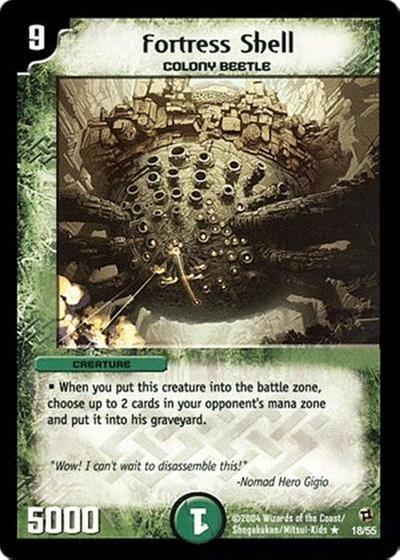 9
Fortress Shell
COLONY BEETLE
CREATURE
▪ When you put this creature into the battle zone,
choose up to 2 cards in your opponent's mana zone
and put it into his graveyard.
"Wow! I can't wait to disassemble this!"
-Nomad Hero Gigio
5000
1
©2004 Wizards of the Coast/
Shogakukan/Mitsui-Kids ★ 18/55